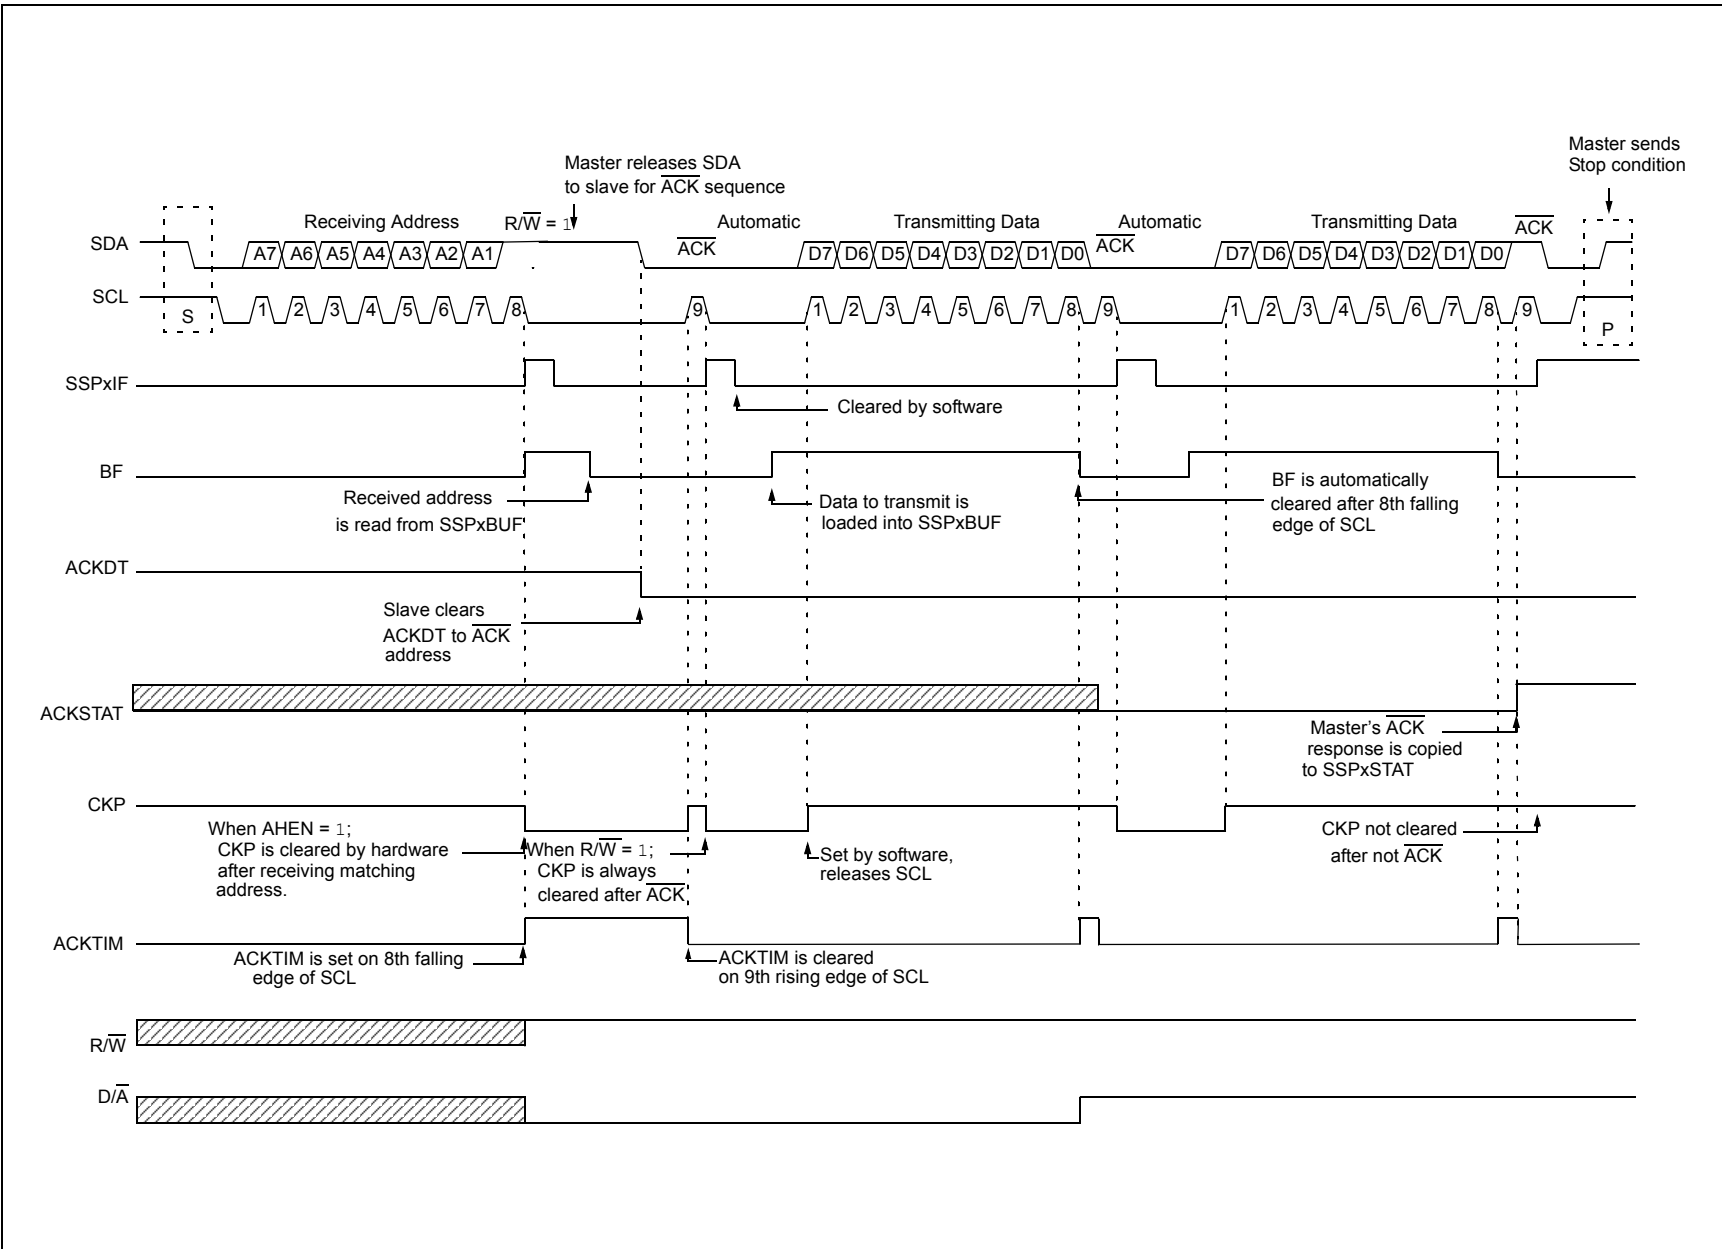 Master sends
Stop condition
Master releases SDA
to slave for ACK sequence
Receiving Address
R/W = 1
Automatic
Transmitting Data
Automatic
Transmitting Data
ACK
SDA
A7 A6 A5 A4 A3 A2 A1
ACK
D7 D6 D5 D4 D3 D2 D1 D0
ACK
D7 D6 D5 D4 D3 D2 D1 D0
SCL
S
1 2 3 4 5 6 7 8
9
1 2 3 4 5 6 7 8 9
1 2 3 4 5 6 7 8 9
P
SSPxIF
Cleared by software
BF
Received address
is read from SSPxBUF
Data to transmit is
loaded into SSPxBUF
BF is automatically
cleared after 8th falling
edge of SCL
ACKDT
Slave clears
ACKDT to ACK
address
ACKSTAT
Master's ACK
response is copied
to SSPxSTAT
CKP
When AHEN = 1;
CKP is cleared by hardware
after receiving matching
address.
When R/W = 1;
CKP is always
cleared after ACK
Set by software,
releases SCL
CKP not cleared
after not ACK
ACKTIM
ACKTIM is set on 8th falling
edge of SCL
ACKTIM is cleared
on 9th rising edge of SCL
R/W
D/A